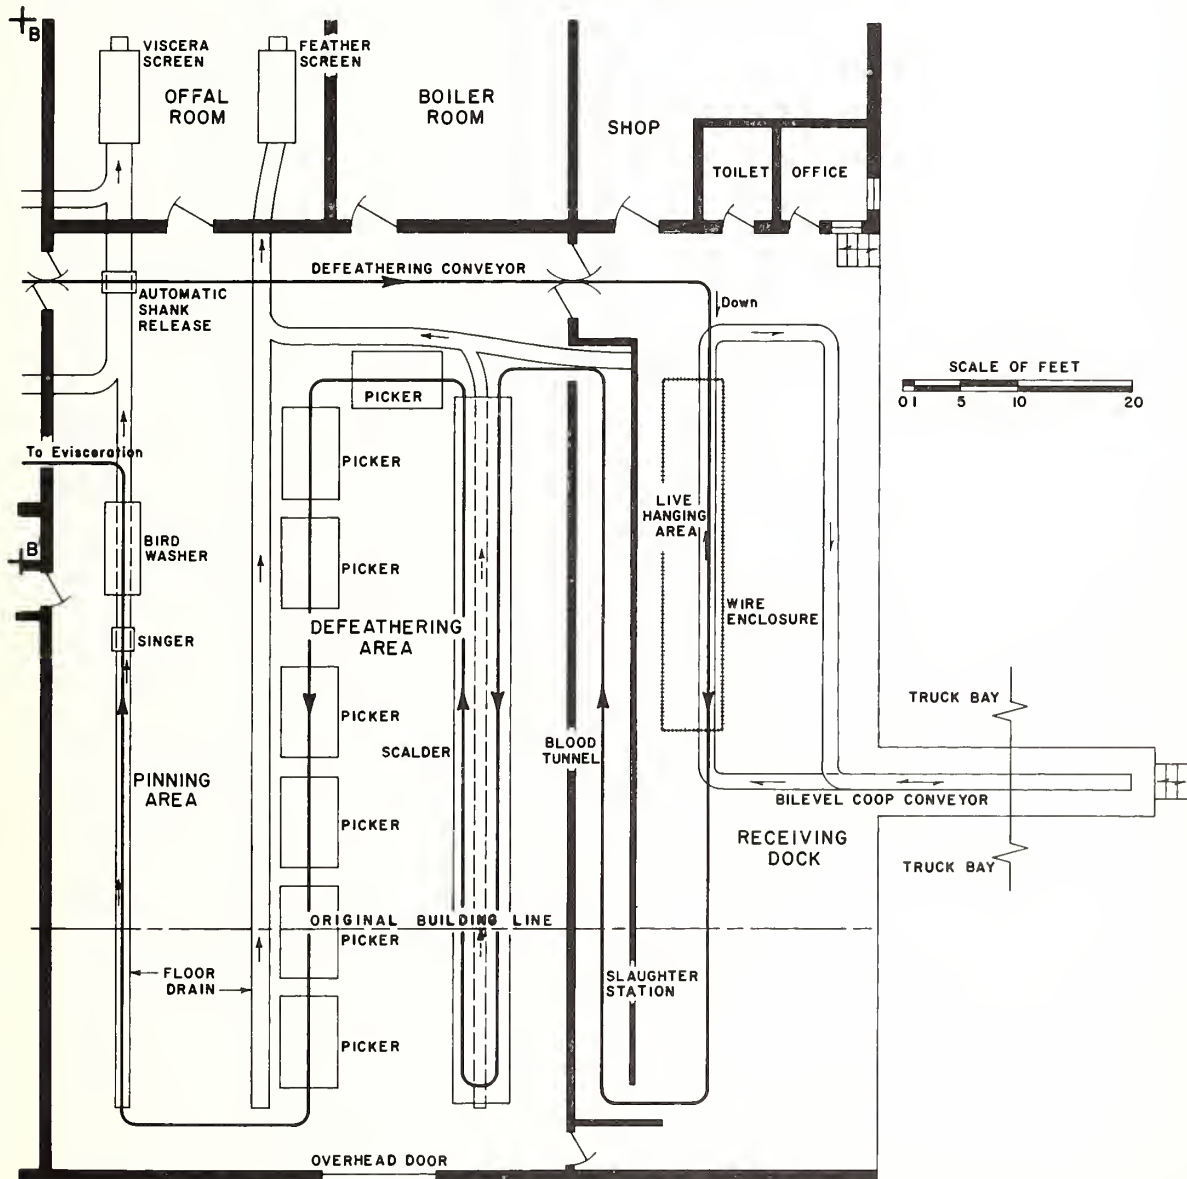 B
VISCERA
SCREEN
FEATHER
SCREEN
OFFAL
ROOM
BOILER
ROOM
SHOP
TOILET
OFFICE
DEFEATHERING CONVEYOR
AUTOMATIC
SHANK
RELEASE
Down
SCALE OF FEET
0 1 5 10 20
PICKER
To Evisceration
PICKER
LIVE
HANGING
AREA
B
BIRD
WASHER
PICKER
WIRE
ENCLOSURE
SINGER
DEFEATHERING
AREA
PICKER
SCALDER
BLOOD
TUNNEL
TRUCK BAY
PINNING
AREA
BILEVEL COOP CONVEYOR
PICKER
RECEIVING
DOCK
TRUCK BAY
ORIGINAL BUILDING LINE
PICKER
FLOOR
DRAIN
SLAUGHTER
STATION
PICKER
OVERHEAD DOOR